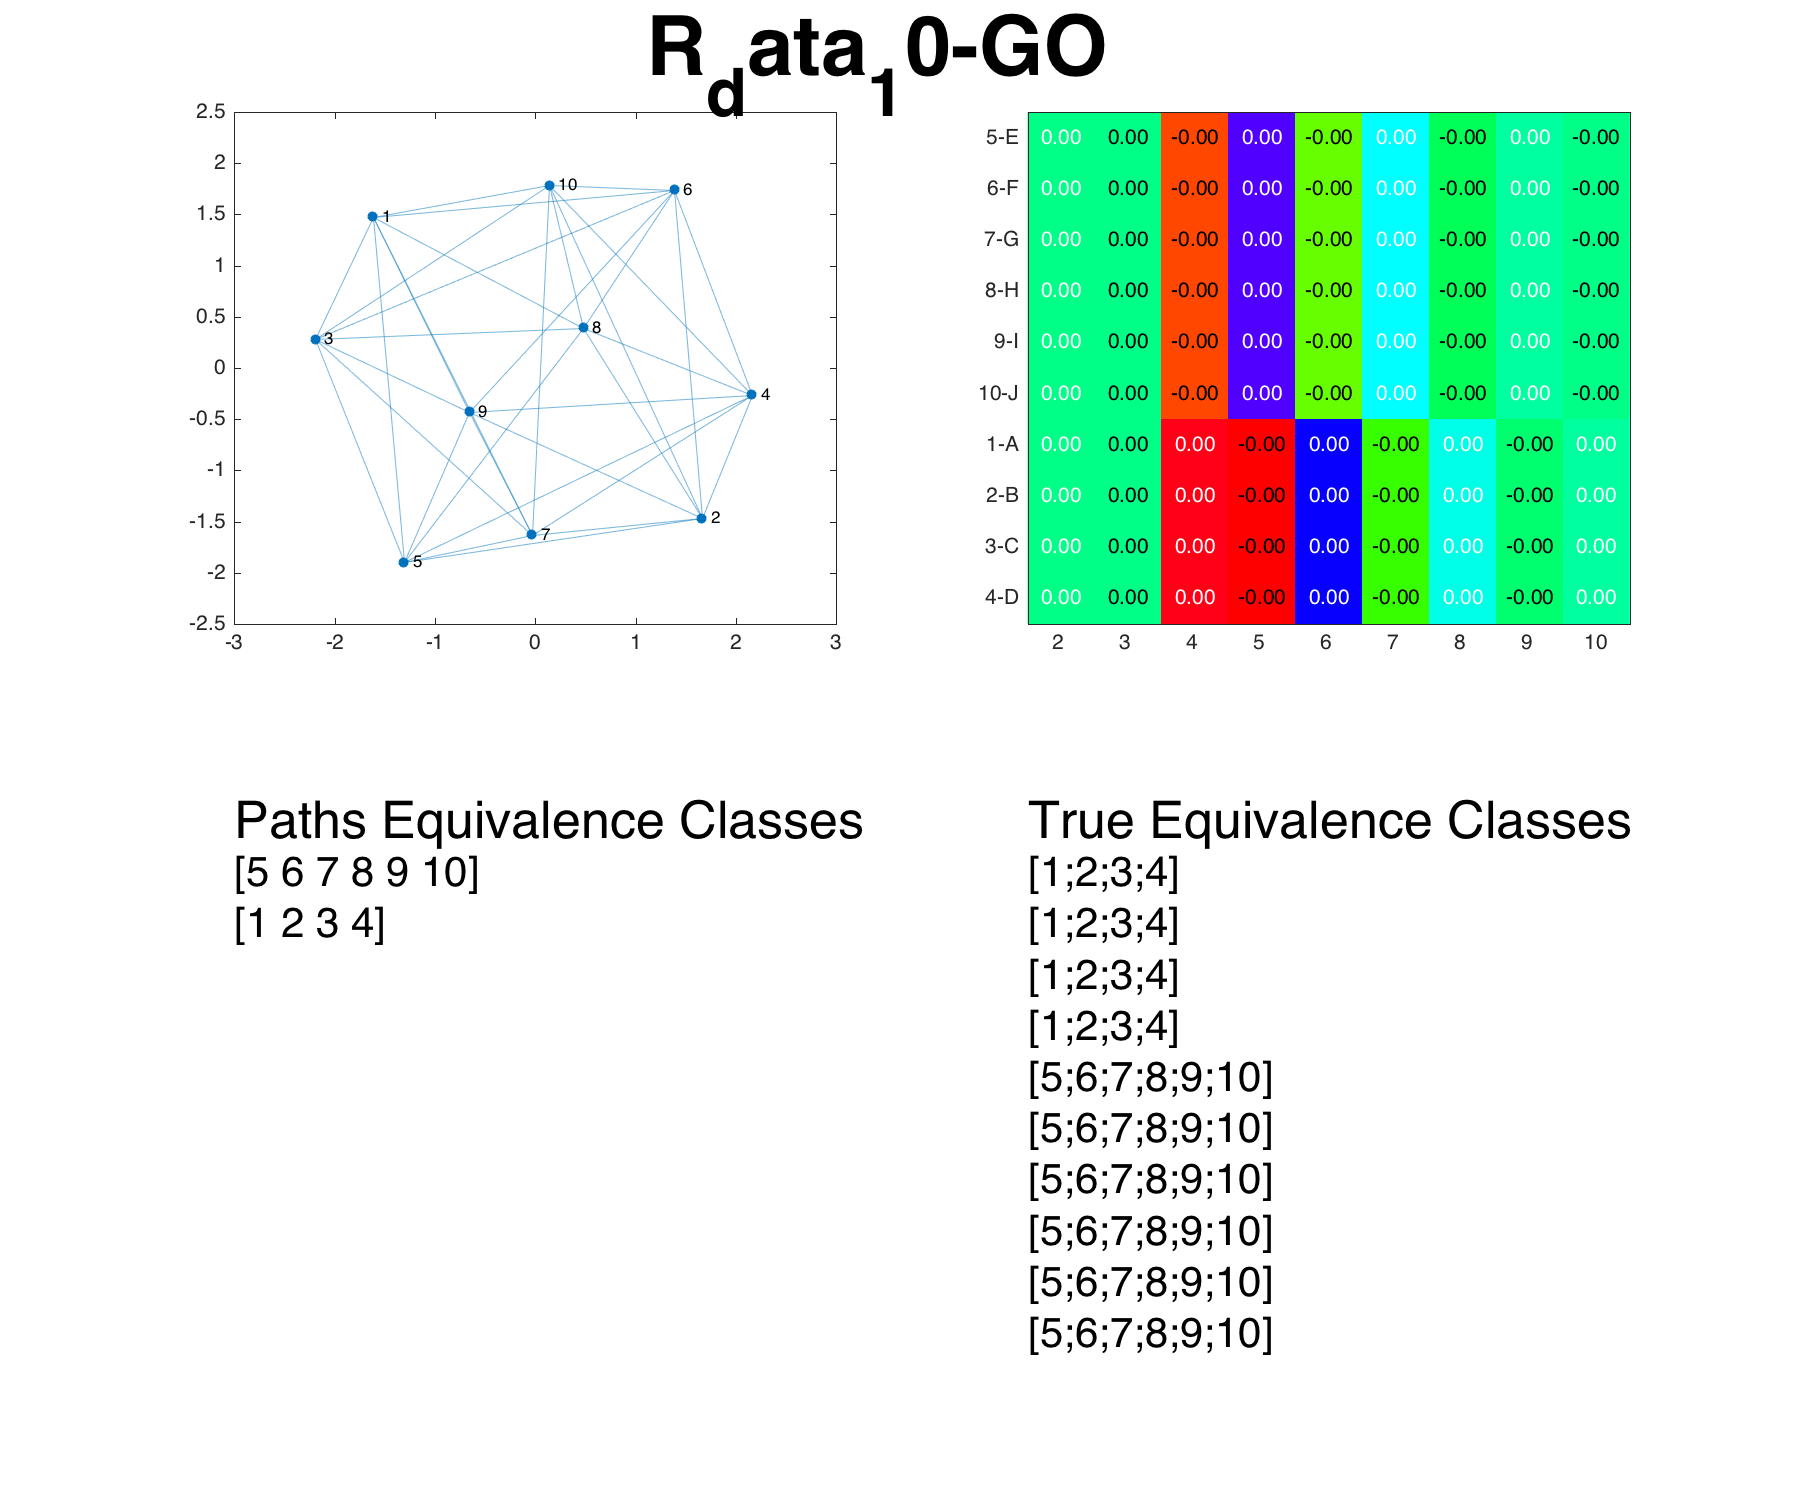 R_data_10-GO
2.5
2
1.5
1
0.5
0
-0.5
-1
-1.5
-2
-2.5
-3 -2 -1 0 1 2 3
10
6
1
8
3
4
9
2
7
5
5-E 0.00 0.00 -0.00 0.00 -0.00 0.00 -0.00 0.00 -0.00
6-F 0.00 0.00 -0.00 0.00 -0.00 0.00 -0.00 0.00 -0.00
7-G 0.00 0.00 -0.00 0.00 -0.00 0.00 -0.00 0.00 -0.00
8-H 0.00 0.00 -0.00 0.00 -0.00 0.00 -0.00 0.00 -0.00
9-I 0.00 0.00 -0.00 0.00 -0.00 0.00 -0.00 0.00 -0.00
10-J 0.00 0.00 -0.00 0.00 -0.00 0.00 -0.00 0.00 -0.00
1-A 0.00 0.00 0.00 -0.00 0.00 -0.00 0.00 -0.00 0.00
2-B 0.00 0.00 0.00 -0.00 0.00 -0.00 0.00 -0.00 0.00
3-C 0.00 0.00 0.00 -0.00 0.00 -0.00 0.00 -0.00 0.00
4-D 0.00 0.00 0.00 -0.00 0.00 -0.00 0.00 -0.00 0.00
2 3 4 5 6 7 8 9 10
Paths Equivalence Classes
[5 6 7 8 9 10]
[1 2 3 4]
True Equivalence Classes
[1;2;3;4]
[1;2;3;4]
[1;2;3;4]
[1;2;3;4]
[5;6;7;8;9;10]
[5;6;7;8;9;10]
[5;6;7;8;9;10]
[5;6;7;8;9;10]
[5;6;7;8;9;10]
[5;6;7;8;9;10]